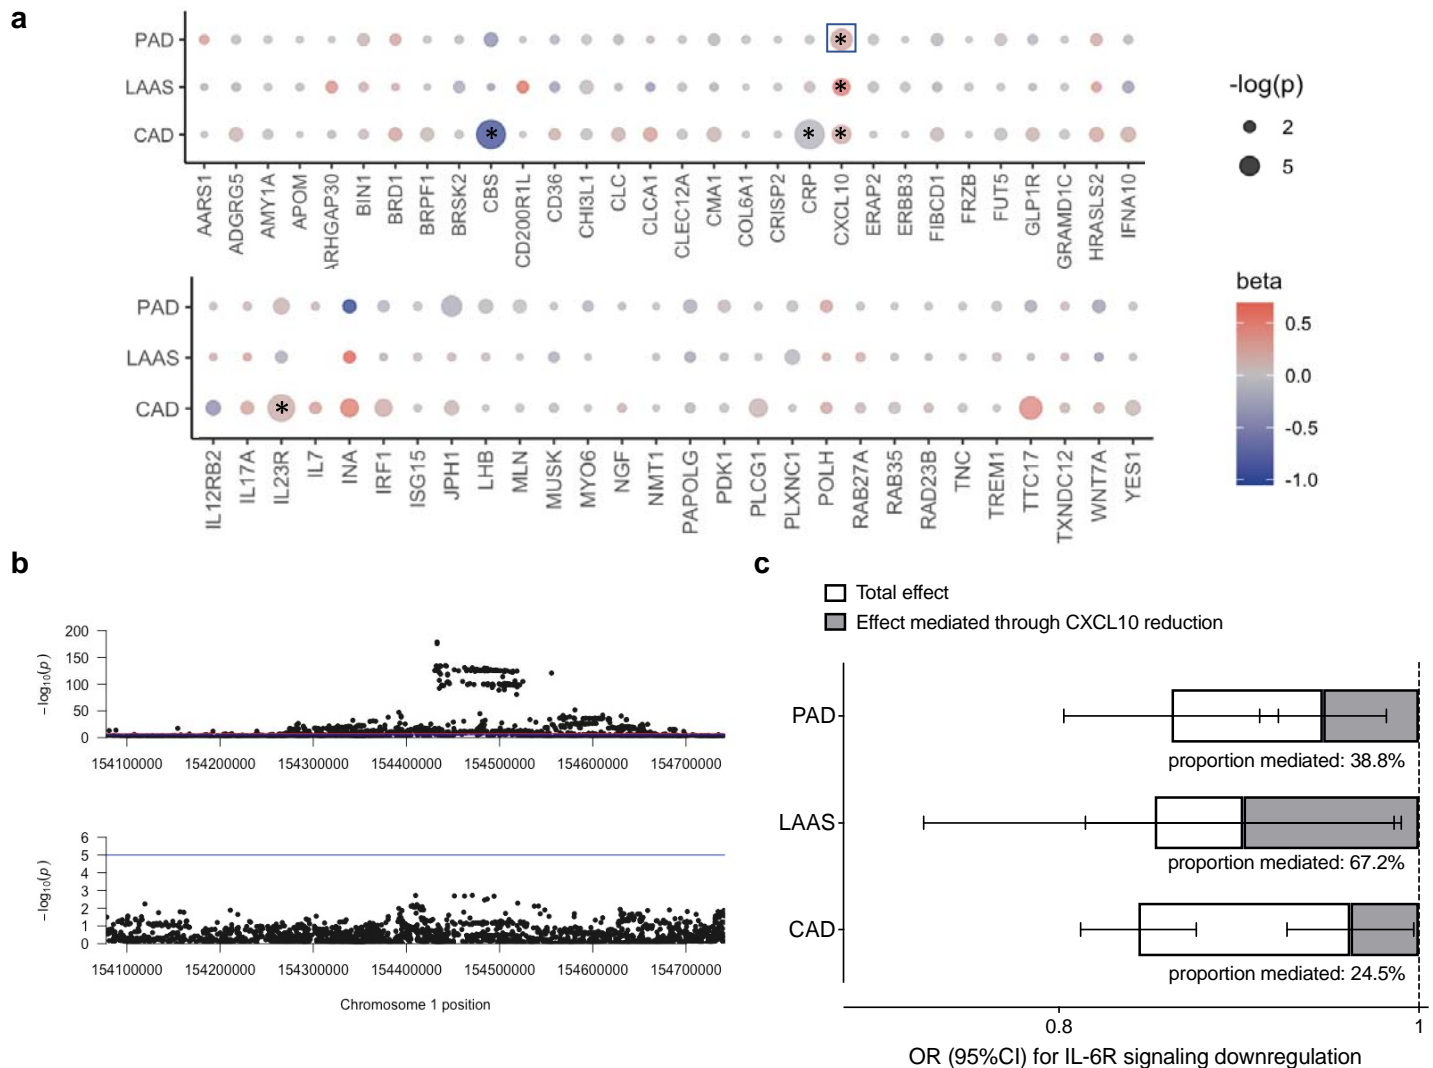 a
PAD
LAAS
CAD
AARS1 ADGRG5 AMY1A APOM ARHGAP30 BIN1 BRD1 BRPF1 BRSK2 CBS CD200R1L CD36 CHI3L1 CLC CLCA1 CLEC12A CMA1 COL6A1 CRISP2 CRP CXCL10 ERAP2 ERBB3 FIBCD1 FRZB FUT5 GLP1R GRAMD1C HRASLS2 IFNA10
* * * * *
-log(p)
2
5
PAD
LAAS
CAD
*
IL12RB2 IL17A IL23R IL7 INA IRF1 ISG15 JPH1 LHB MLN MUSK MYO6 NGF NMT1 PAPOLG PDK1 PLCG1 PLXNC1 POLH RAB27A RAB35 RAD23B TNC TREM1 TTC17 TXNDC12 WNT7A YES1
beta
0.5
0.0
-0.5
-1.0
b
−log10(p)
200
150
100
50
0
154100000 154200000 154300000 154400000 154500000 154600000 154700000
−log10(p)
6
5
4
3
2
1
0
154100000 154200000 154300000 154400000 154500000 154600000 154700000
Chromosome 1 position
c
Total effect
Effect mediated through CXCL10 reduction
PAD
proportion mediated: 38.8%
LAAS
proportion mediated: 67.2%
CAD
proportion mediated: 24.5%
0.8 1
OR (95%CI) for IL-6R signaling downregulation